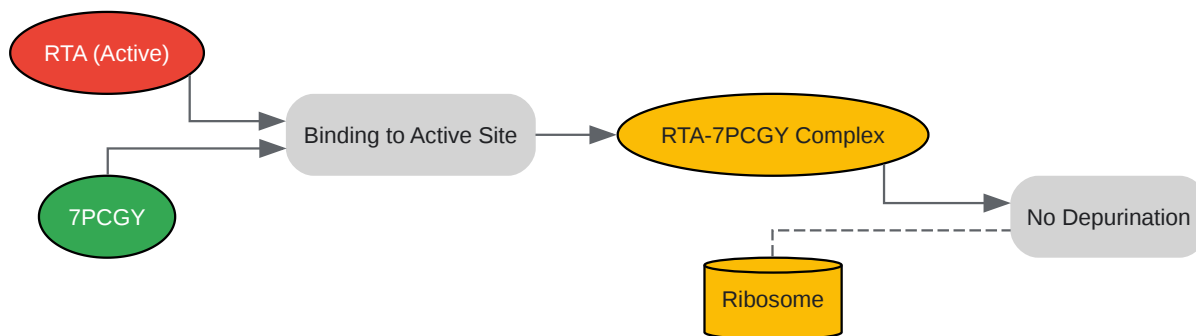 RTA (Active)
7PCGY
Binding to Active Site
RTA-7PCGY Complex
Ribosome
No Depurination